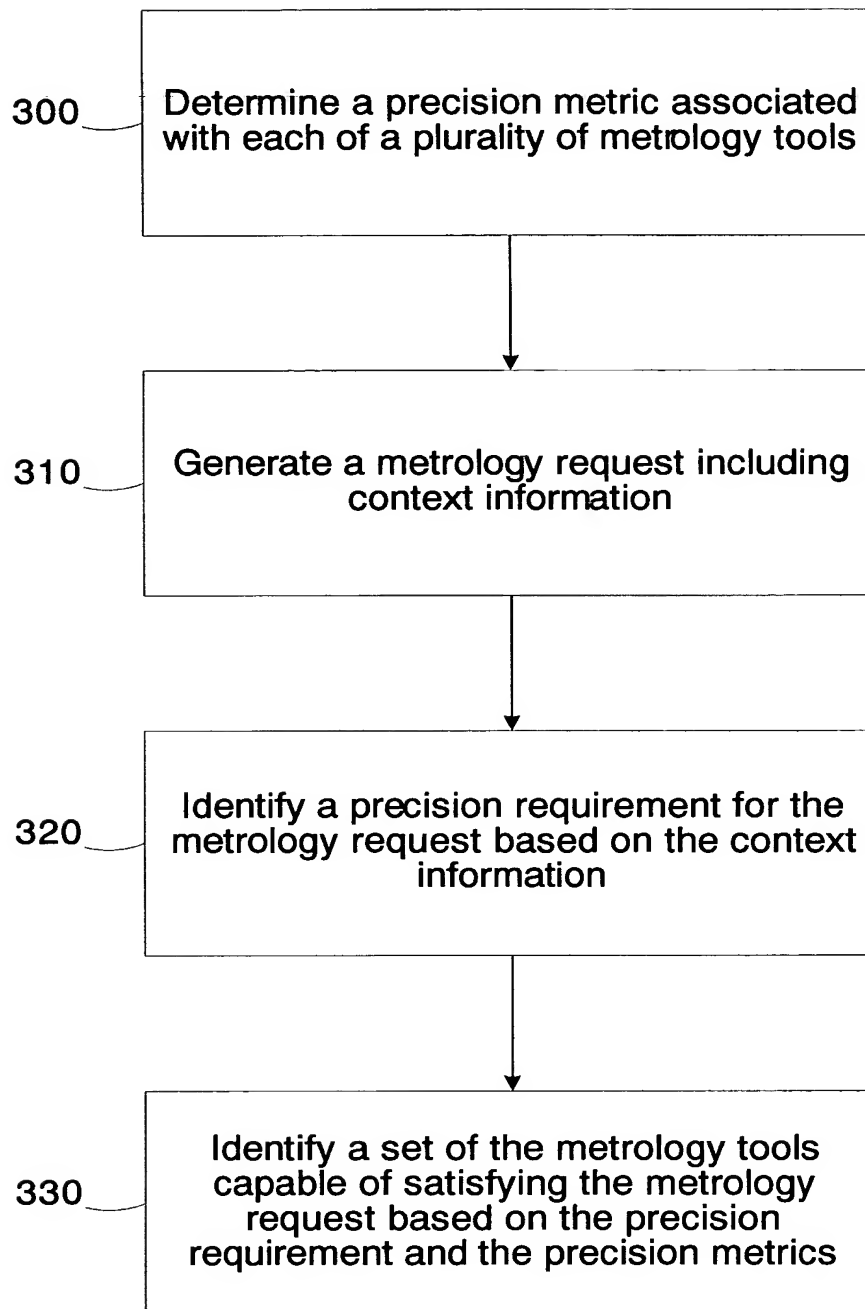 300
Determine a precision metric associated
with each of a plurality of metrology tools
310
Generate a metrology request including
context information
320
Identify a precision requirement for the
metrology request based on the context
information
330
Identify a set of the metrology tools
capable of satisfying the metrology
request based on the precision
requirement and the precision metrics